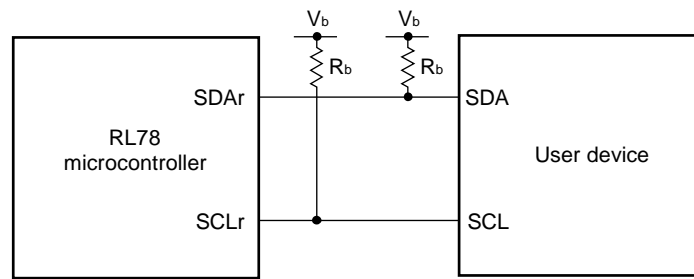 Vb Vb
Rb Rb
SDAr SDA
RL78
microcontroller
User device
SCLr SCL